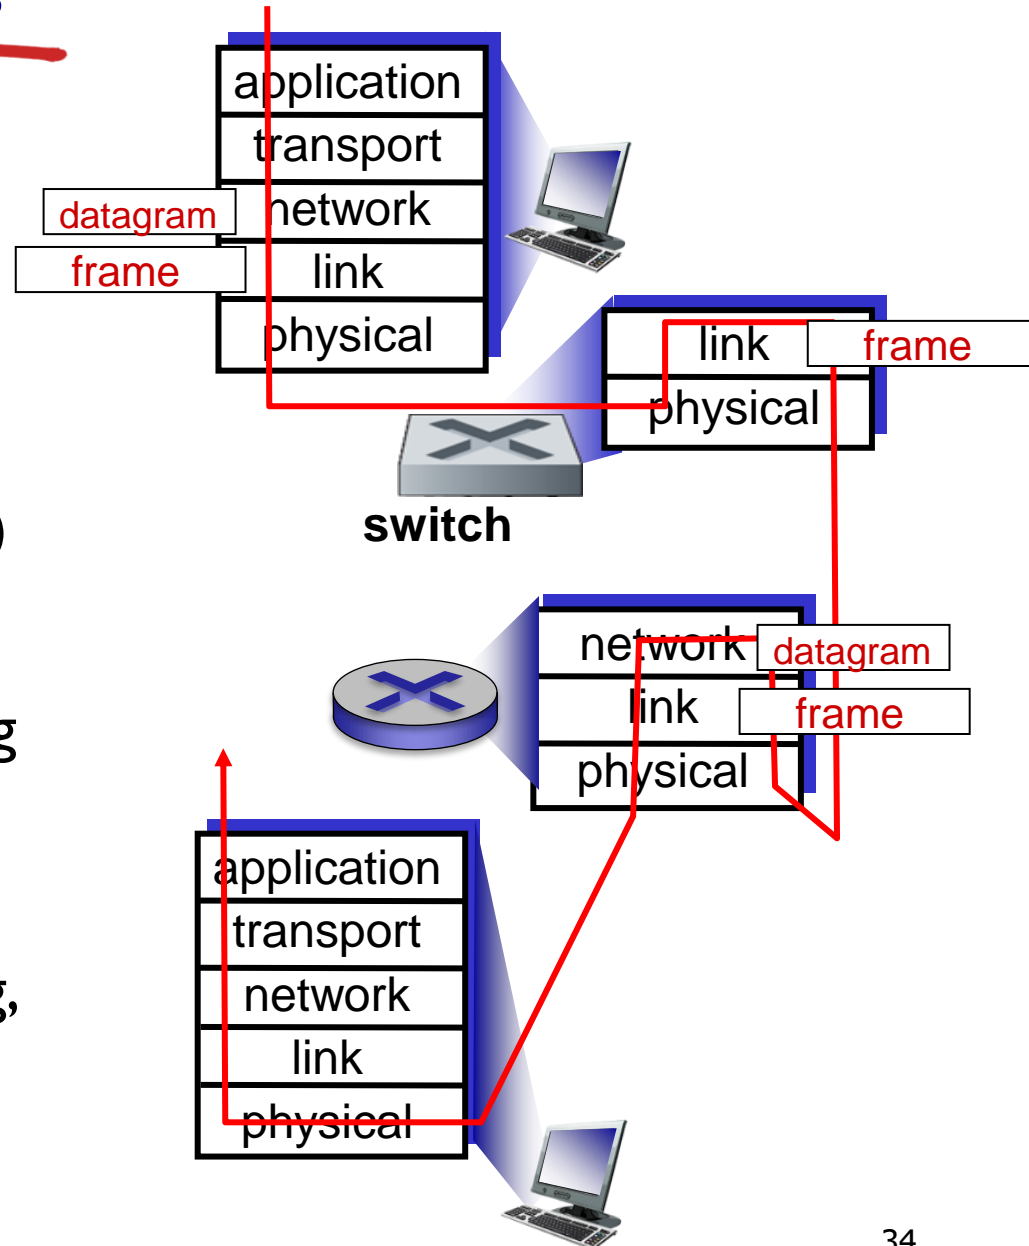 application
transport
datagram network
frame link
physical
link frame
physical
switch
)
network datagram
link frame
g
physical
application
transport
g,
network
link
physical
34